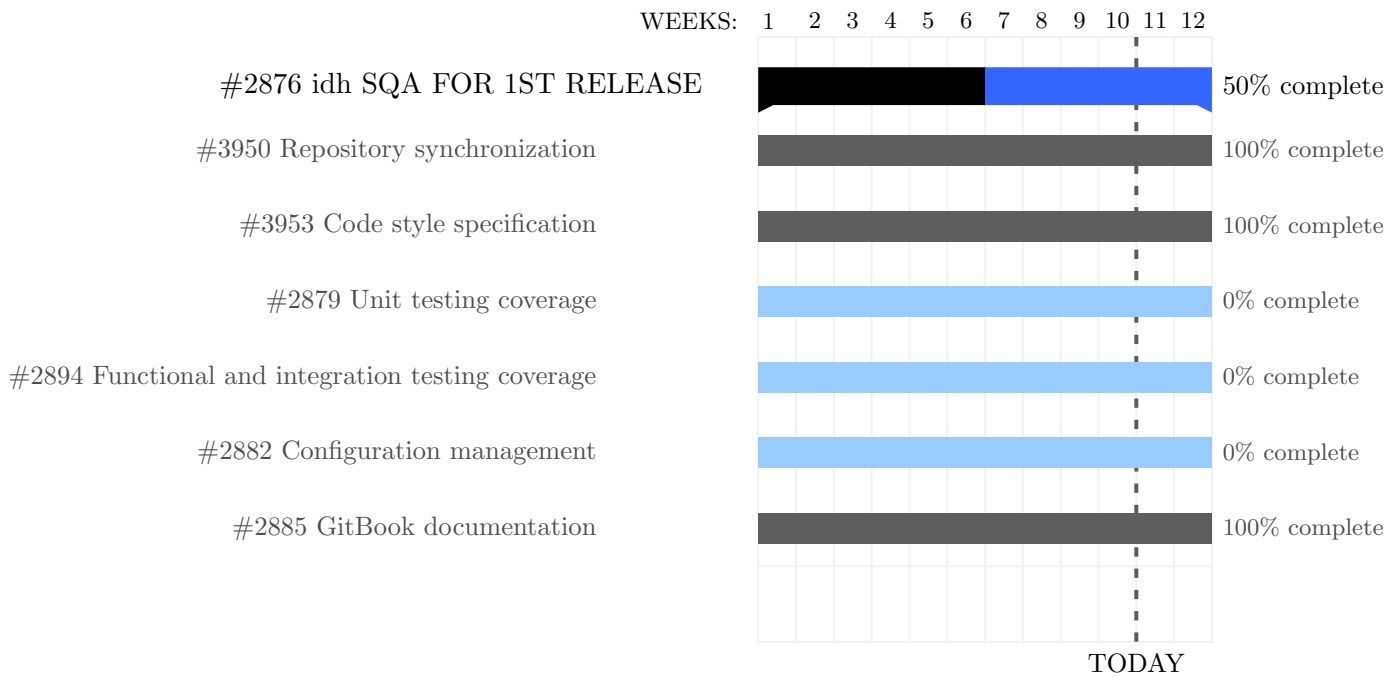 WEEKS: 1 2 3 4 5 6 7 8 9 10 11 12
#2876 idh SQA FOR 1ST RELEASE 50% complete
#3950 Repository synchronization 100% complete
#3953 Code style specification 100% complete
#2879 Unit testing coverage 0% complete
#2894 Functional and integration testing coverage 0% complete
#2882 Configuration management 0% complete
#2885 GitBook documentation 100% complete
TODAY